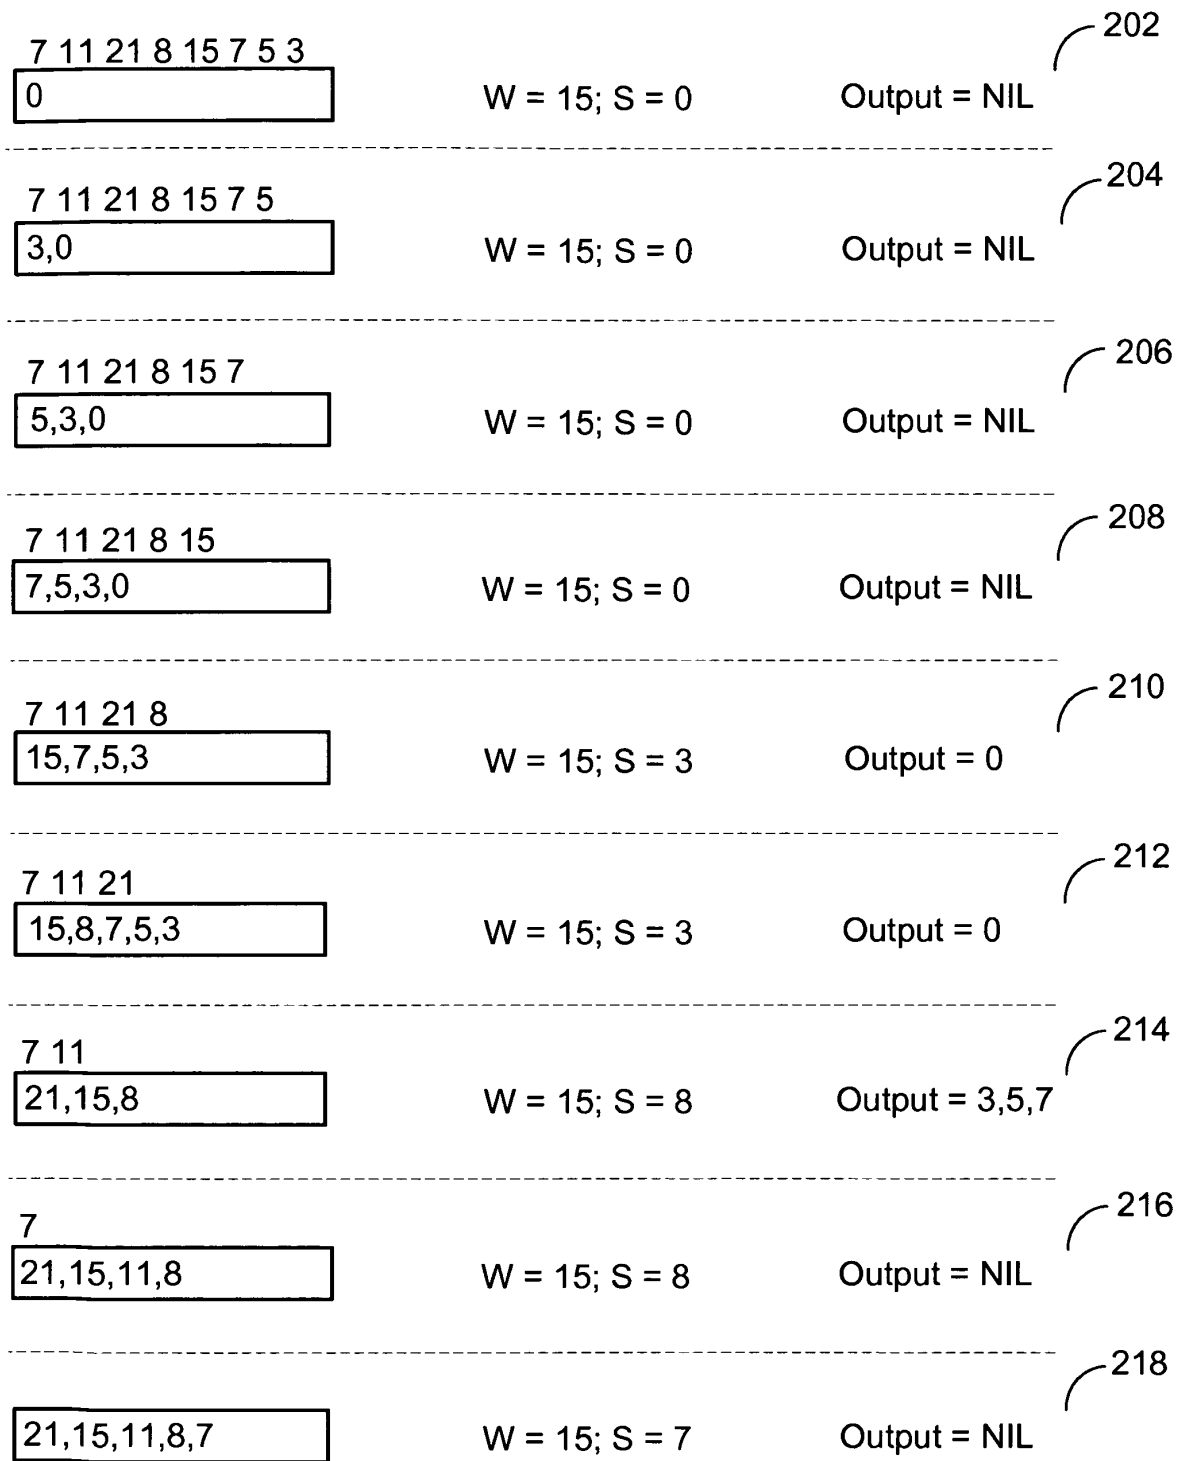 202
7 11 21 8 15 7 5 3
0 W = 15; S = 0 Output = NIL
204
7 11 21 8 15 7 5
3,0 W = 15; S = 0 Output = NIL
206
7 11 21 8 15 7
5,3,0 W = 15; S = 0 Output = NIL
208
7 11 21 8 15
7,5,3,0 W = 15; S = 0 Output = NIL
210
7 11 21 8
15,7,5,3 W = 15; S = 3 Output = 0
212
7 11 21
15,8,7,5,3 W = 15; S = 3 Output = 0
214
7 11
21,15,8 W = 15; S = 8 Output = 3,5,7
216
7
21,15,11,8 W = 15; S = 8 Output = NIL
218
21,15,11,8,7 W = 15; S = 7 Output = NIL